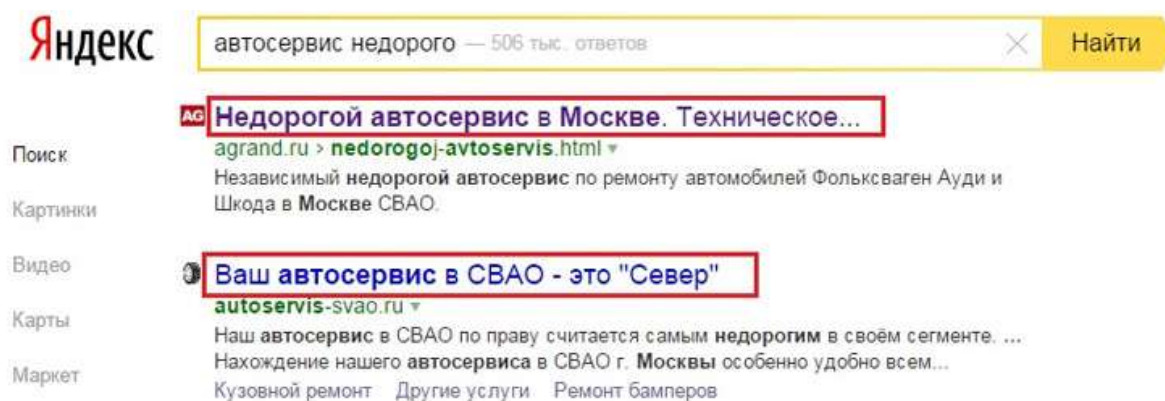 Яндекс
автосервис недорого — 506 тыс. ответов
Найти
AG Недорогой автосервис в Москве. Техническое...
agrand.ru › nedorogoj-avtoservis.html
Независимый недорогой автосервис по ремонту автомобилей Фольксваген Ауди и
Шкода в Москве СВАО.
Поиск
Картинки
Видео
Карты
Маркет
Ваш автосервис в СВАО - это "Север"
autoservis-svao.ru
Наш автосервис в СВАО по праву считается самым недорогим в своём сегменте. ...
Нахождение нашего автосервиса в СВАО г. Москвы особенно удобно всем...
Кузовной ремонт Другие услуги Ремонт бамперов